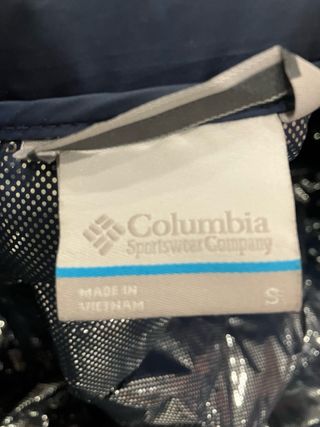 Columbia
Sportswear Company
MADE IN
VIETNAM
S